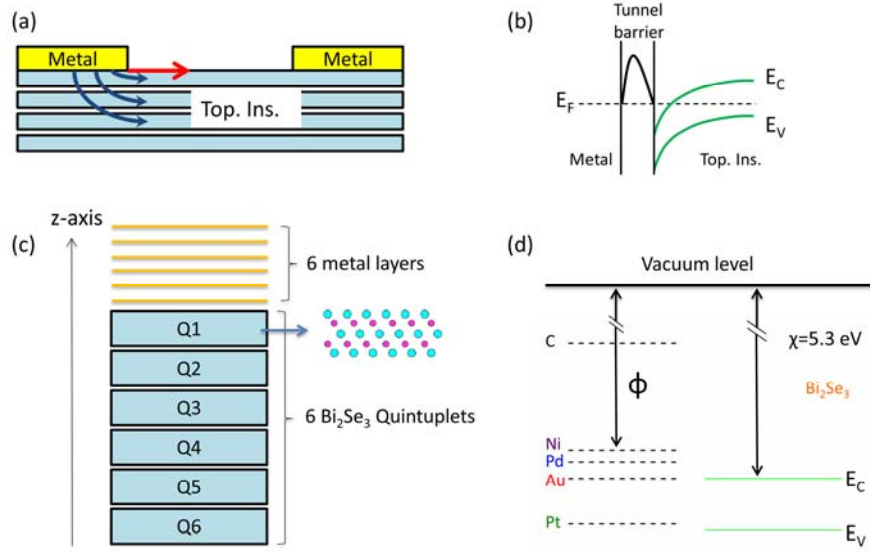 (a)
Metal
Metal
Top. Ins.
(b)
Tunnel
barrier
E_F
E_C
E_V
Metal
Top. Ins.
(c)
z-axis
6 metal layers
Q1
Q2
Q3
Q4
Q5
Q6
6 Bi₂Se₃ Quintuplets
(d)
Vacuum level
C
ϕ
χ=5.3 eV
Bi₂Se₃
Ni
Pd
Au
Pt
E_C
E_V